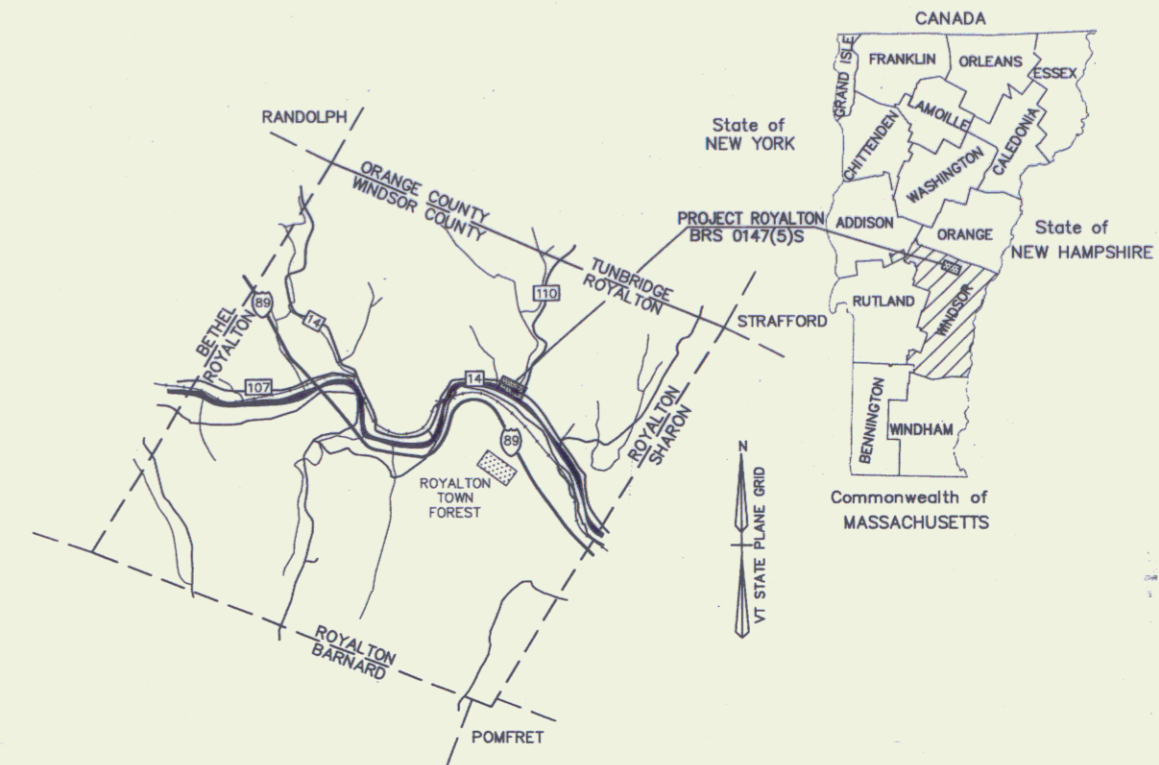 CANADA
GRAND ISLE
FRANKLIN
ORLEANS
ESSEX
LAMOILLE
CHITTENDEN
CALEDONIA
WASHINGTON
State of
NEW YORK
ADDISON
ORANGE
State of
NEW HAMPSHIRE
RUTLAND
WINDSOR
BENNINGTON
WINDHAM
Commonwealth of
MASSACHUSETTS
PROJECT ROYALTON
BRS 0147(5)S
RANDOLPH
ORANGE COUNTY
WINDSOR COUNTY
TUNBRIDGE
ROYALTON
STRAFFORD
BETHEL
ROYALTON
89
14
110
107
14
89
ROYALTON
SHARON
ROYALTON
TOWN
FOREST
N
VT STATE PLANE GRID
ROYALTON
BARNARD
POMFRET